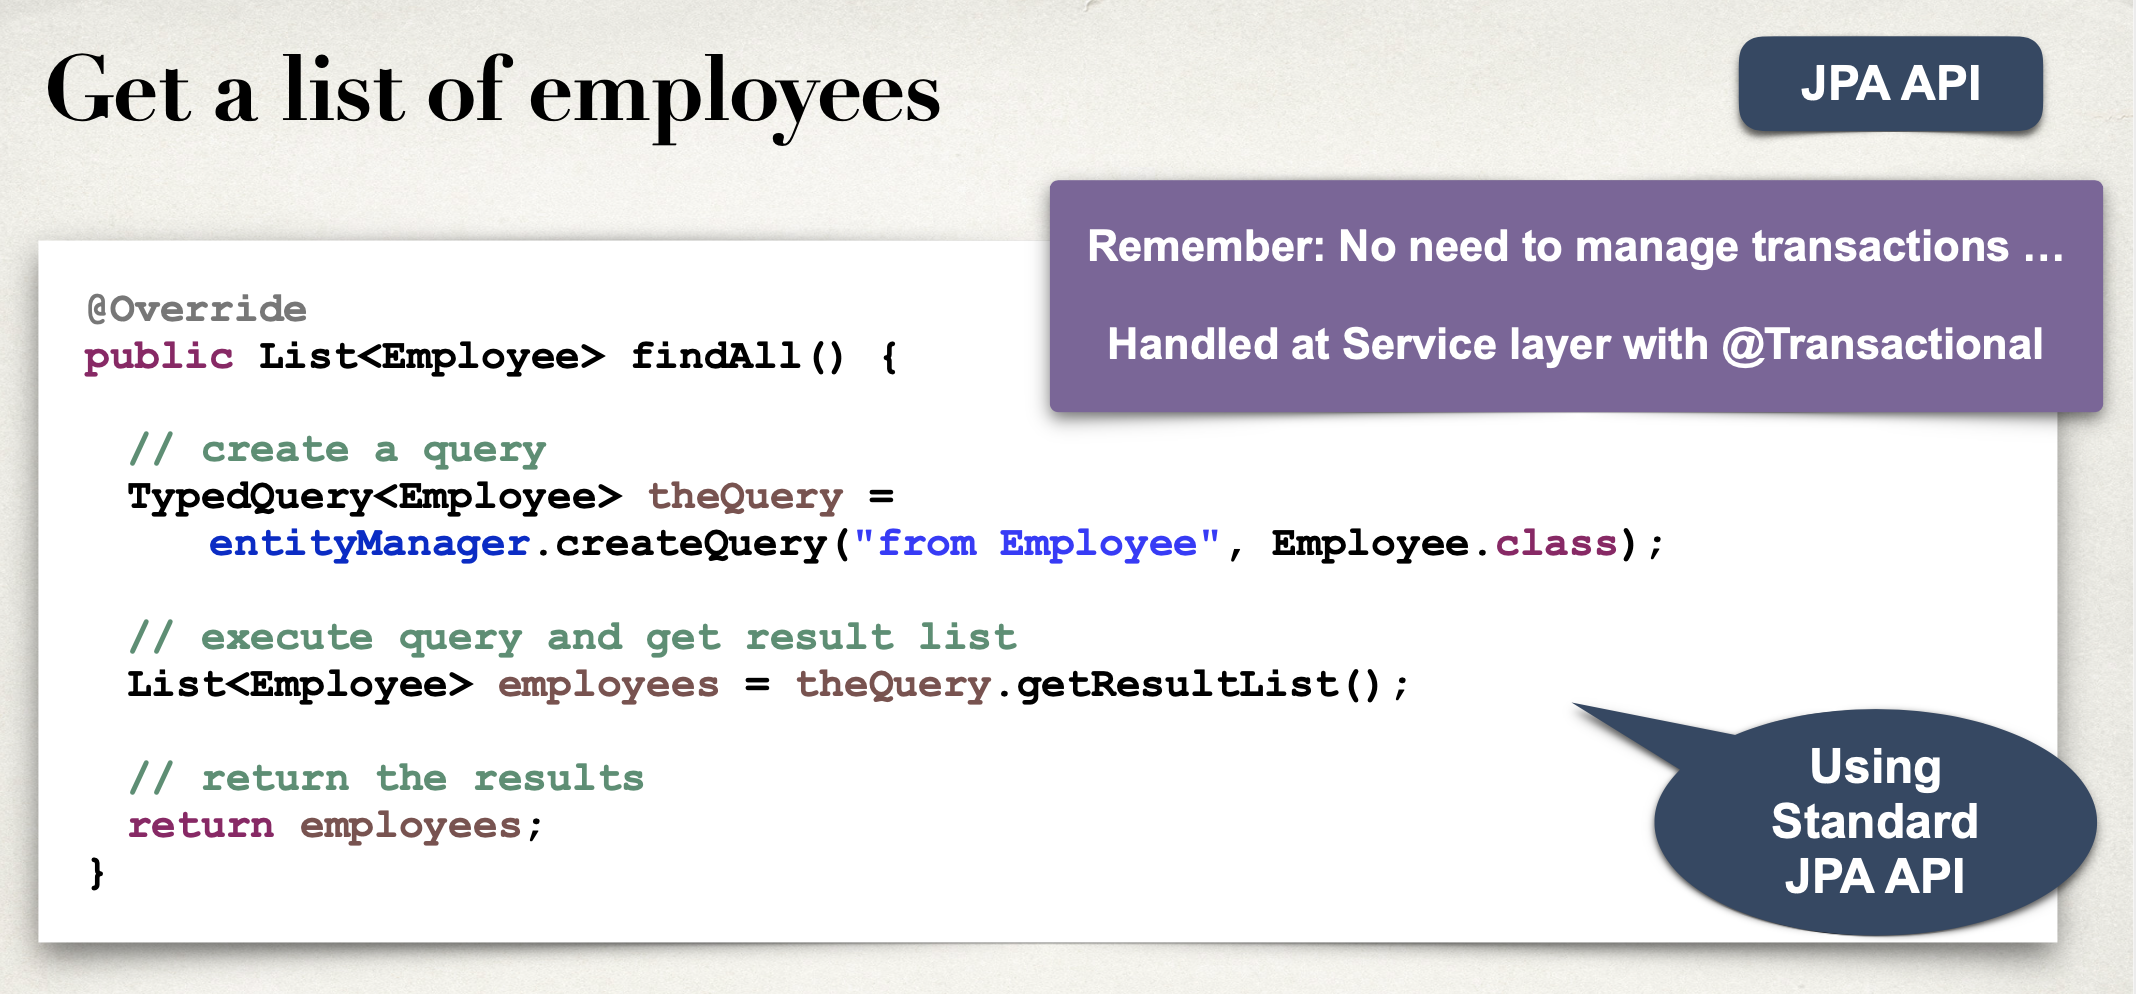 Get a list of employees
JPA API
Remember: No need to manage transactions …
Handled at Service layer with @Transactional
@Override
public List<Employee> findAll() {
// create a query
TypedQuery<Employee> theQuery =
entityManager.createQuery("from Employee", Employee.class);
// execute query and get result list
List<Employee> employees = theQuery.getResultList();
// return the results
return employees;
}
Using
Standard
JPA API